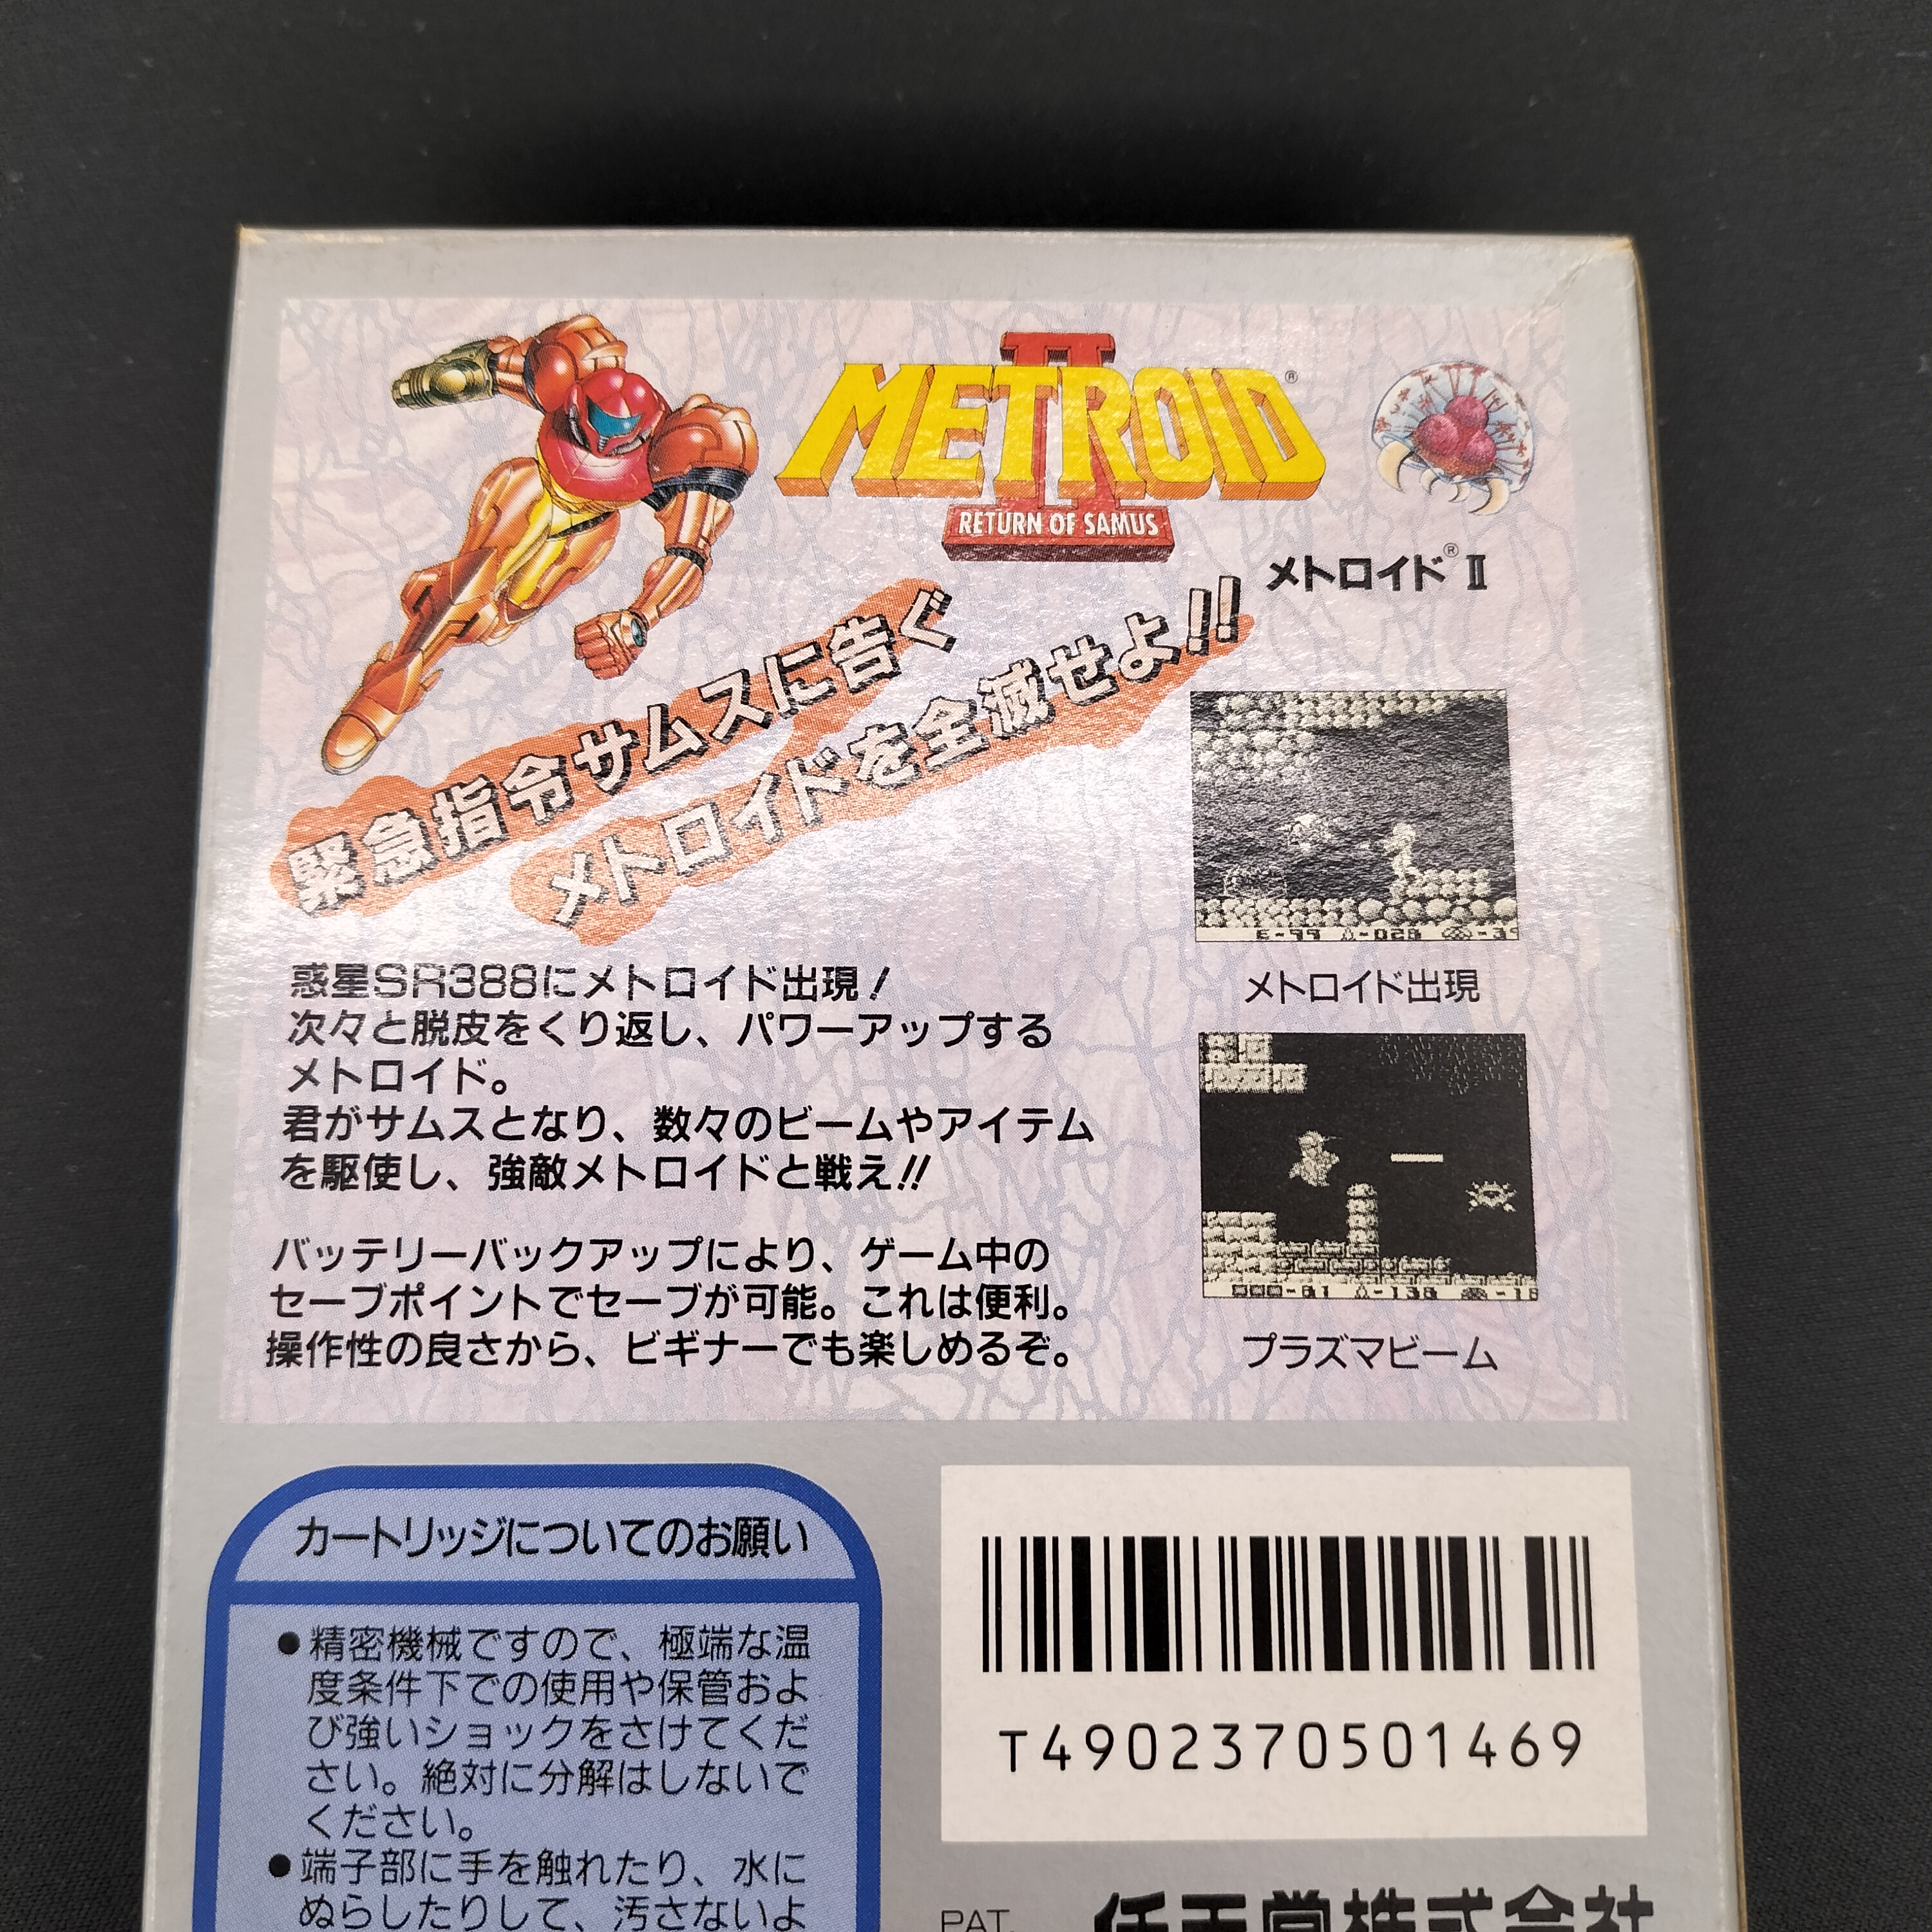 METROID®
II
RETURN OF SAMUS
メトロイド® II
緊急指令サムスに告ぐ
メトロイドを全滅せよ!!
惑星SR388にメトロイド出現!
次々と脱皮をくり返し、パワーアップする
メトロイド。
君がサムスとなり、数々のビームやアイテム
を駆使し、強敵メトロイドと戦え!!
バッテリーバックアップにより、ゲーム中の
セーブポイントでセーブが可能。これは便利。
操作性の良さから、ビギナーでも楽しめるぞ。
メトロイド出現
プラズマビーム
カートリッジについてのお願い
●精密機械ですので、極端な温
度条件下での使用や保管およ
び強いショックをさけてくだ
さい。絶対に分解はしないで
ください。
●端子部に手を触れたり、水に
ぬらしたりして、汚さないよ
T4902370501469
PAT.
任天堂株式会社